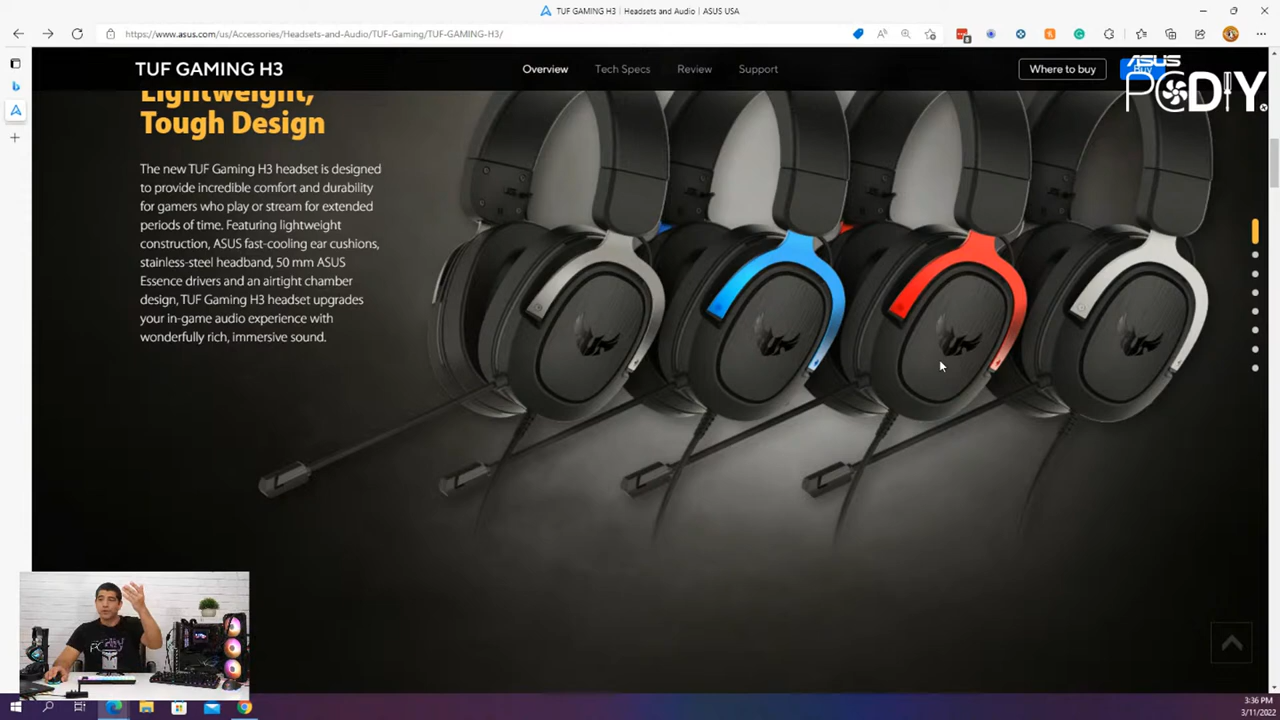 TUF GAMING H3 | Headsets and Audio | ASUS USA
https://www.asus.com/us/Accessories/Headsets-and-Audio/TUF-Gaming/TUF-GAMING-H3/
TUF GAMING H3
Overview
Tech Specs
Review
Support
Where to buy
Buy
ASUS
PCDIY.
Lightweight,
Tough Design
The new TUF Gaming H3 headset is designed
to provide incredible comfort and durability
for gamers who play or stream for extended
periods of time. Featuring lightweight
construction, ASUS fast-cooling ear cushions,
stainless-steel headband, 50 mm ASUS
Essence drivers and an airtight chamber
design, TUF Gaming H3 headset upgrades
your in-game audio experience with
wonderfully rich, immersive sound.
3:36 PM
3/11/2022